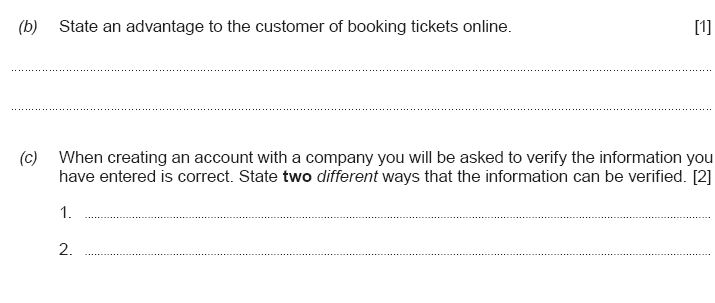 (b) State an advantage to the customer of booking tickets online. [1]
(c) When creating an account with a company you will be asked to verify the information you
have entered is correct. State two different ways that the information can be verified. [2]
1.
2.